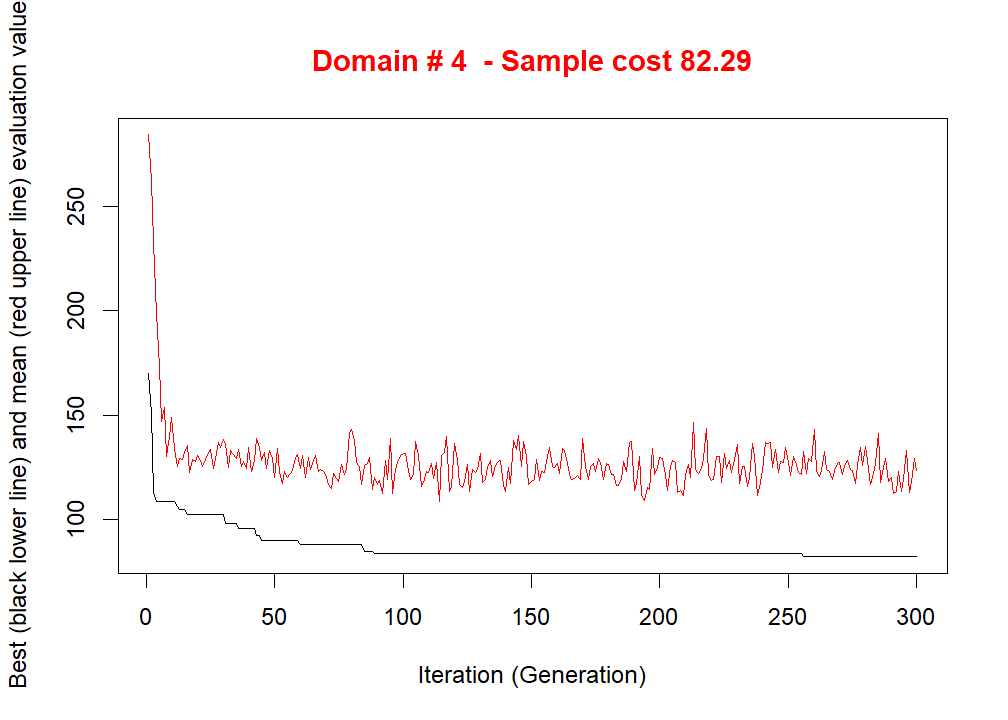 Domain # 4  - Sample cost 82.29
Best (black lower line) and mean (red upper line) evaluation value
250
200
150
100
0 50 100 150 200 250 300
Iteration (Generation)